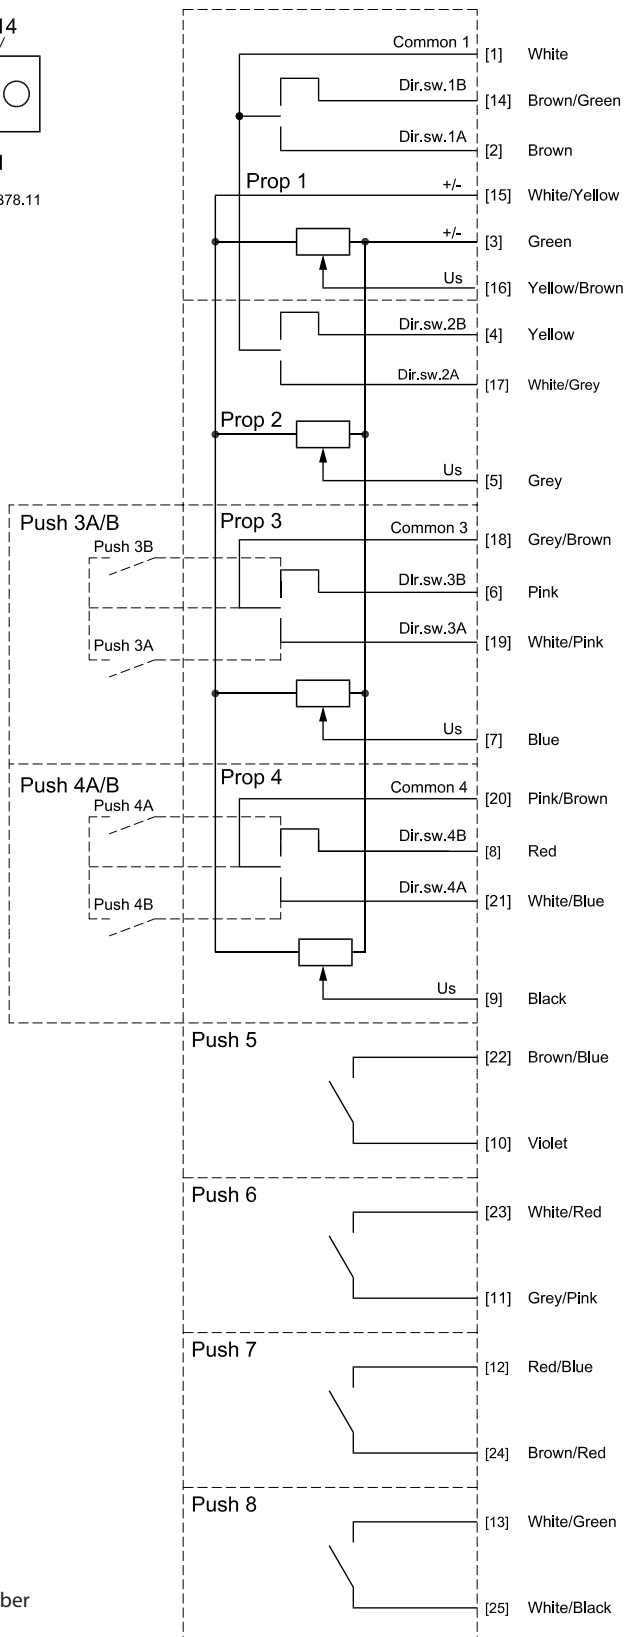 14
Common 1 [1] White
Dir.sw.1B [14] Brown/Green
Dir.sw.1A [2] Brown
Prop 1 +/- [15] White/Yellow
378.11
+/- [3] Green
Us [16] Yellow/Brown
Dir.sw.2B [4] Yellow
Dir.sw.2A [17] White/Grey
Prop 2
Us [5] Grey
Push 3A/B Prop 3 Common 3 [18] Grey/Brown
Push 3B
DIr.sw.3B [6] Pink
Push 3A Dir.sw.3A [19] White/Pink
Us [7] Blue
Push 4A/B Prop 4 Common 4 [20] Pink/Brown
Push 4A
Dir.sw.4B [8] Red
Push 4B Dir.sw.4A [21] White/Blue
Us [9] Black
Push 5
[22] Brown/Blue
[10] Violet
Push 6
[23] White/Red
[11] Grey/Pink
Push 7
[12] Red/Blue
[24] Brown/Red
Push 8
[13] White/Green
ber
[25] White/Black